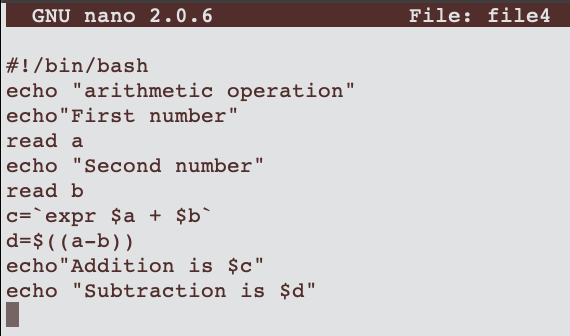 GNU nano 2.0.6 File: file4
#!/bin/bash
echo "arithmetic operation"
echo"First number"
read a
echo "Second number"
read b
c=`expr $a + $b`
d=$((a-b))
echo"Addition is $c"
echo "Subtraction is $d"